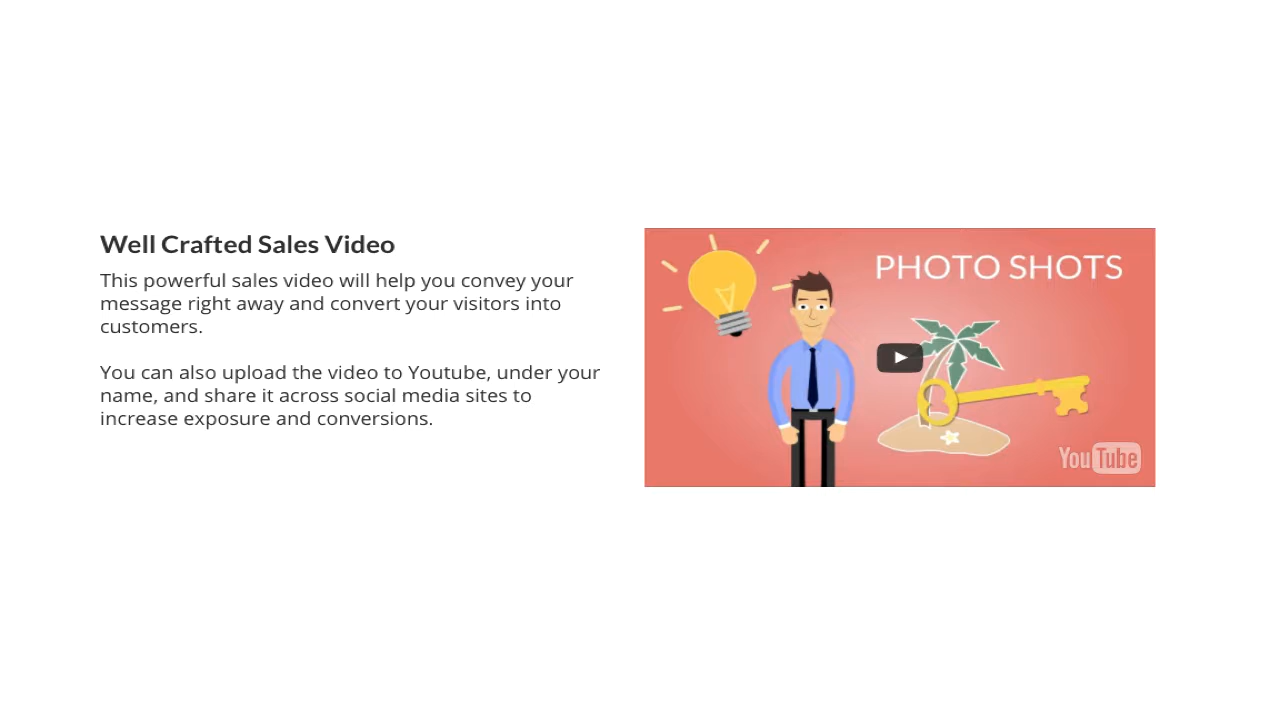 Well Crafted Sales Video
This powerful sales video will help you convey your
message right away and convert your visitors into
customers.
You can also upload the video to Youtube, under your
name, and share it across social media sites to
increase exposure and conversions.
PHOTO SHOTS
YouTube